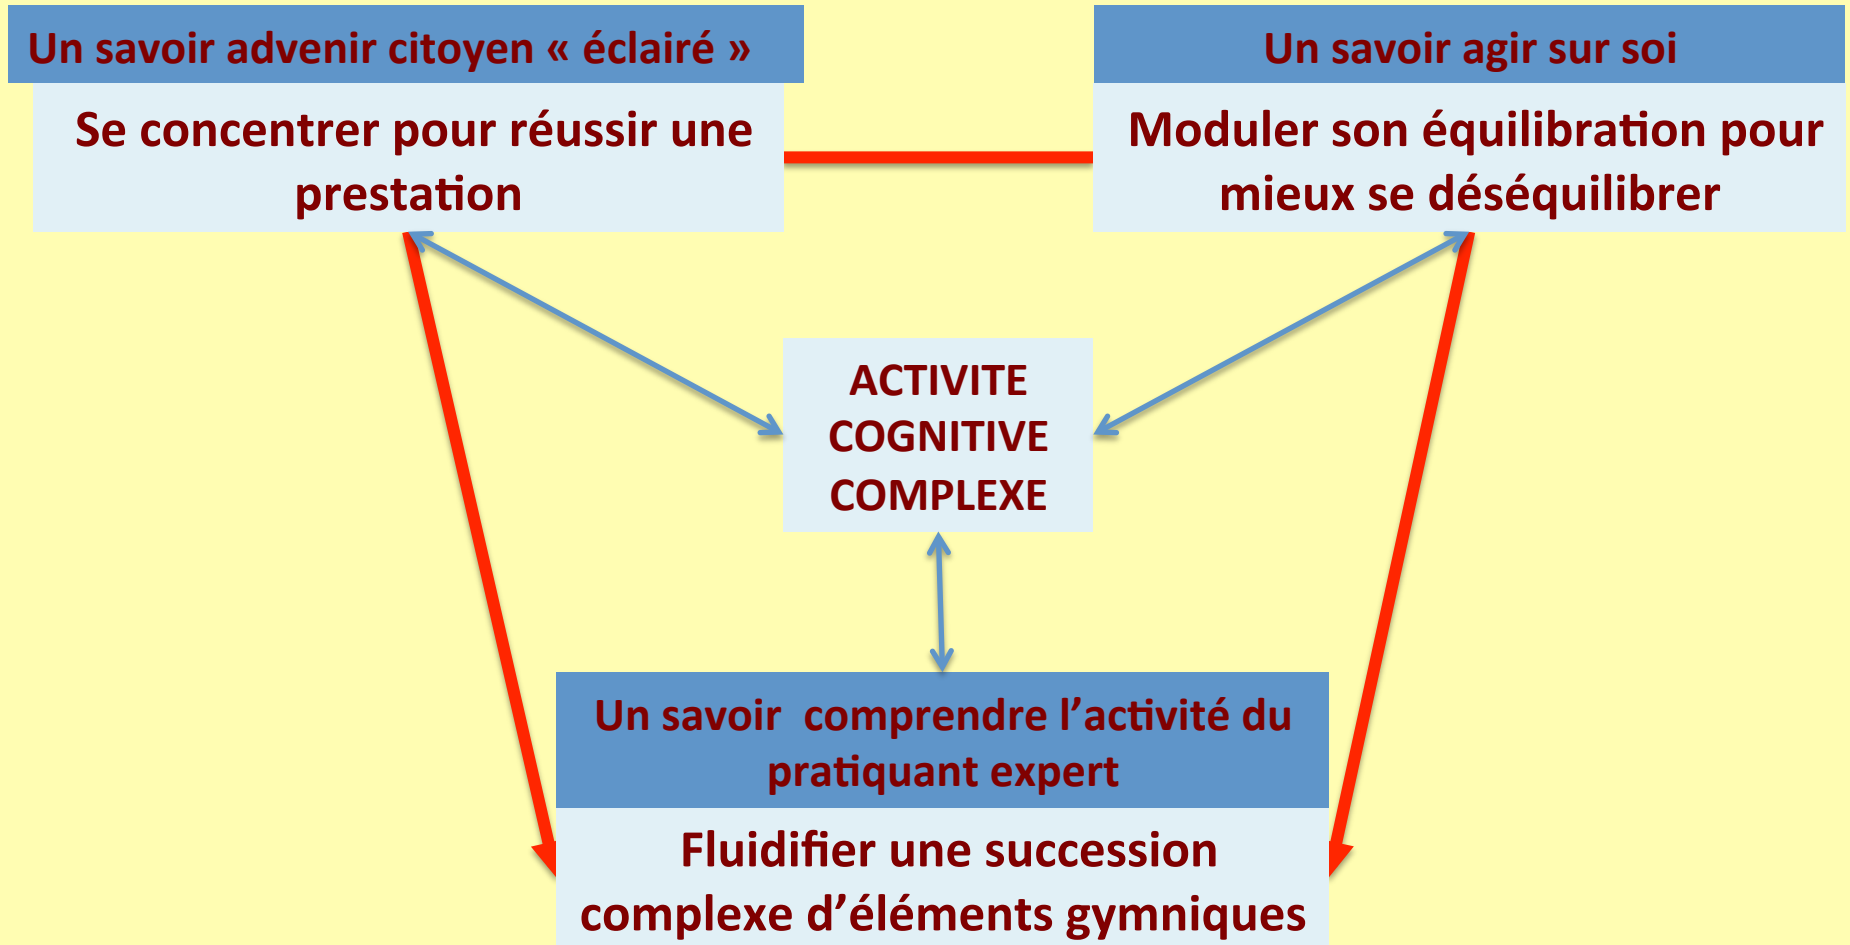 Un savoir advenir citoyen « éclairé »
Se concentrer pour réussir une
prestation
Un savoir agir sur soi
Moduler son équilibration pour
mieux se déséquilibrer
ACTIVITE
COGNITIVE
COMPLEXE
Un savoir comprendre l’activité du
pratiquant expert
Fluidifier une succession
complexe d’éléments gymniques